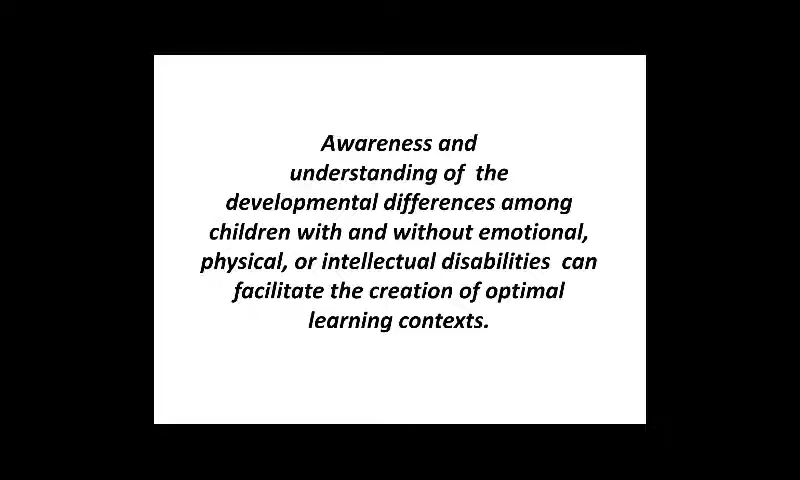 Awareness and
understanding of  the
developmental differences among
children with and without emotional,
physical, or intellectual disabilities  can
facilitate the creation of optimal
learning contexts.